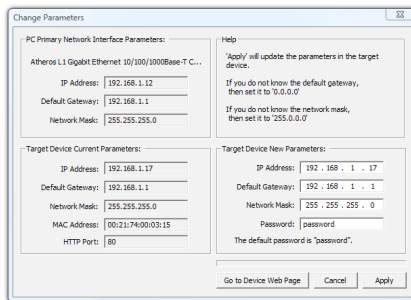 Change Parameters
PC Primary Network Interface Parameters:
Atheros L1 Gigabit Ethernet 10/100/1000Base-T C...
IP Address: 192.168.1.12
Default Gateway: 192.168.1.1
Network Mask: 255.255.255.0
Help
'Apply' will update the parameters in the target
device.
If you do not know the default gateway,
then set it to '0.0.0.0'
If you do not know the network mask,
then set it to '255.0.0.0'
Target Device Current Parameters:
IP Address: 192.168.1.17
Default Gateway: 192.168.1.1
Network Mask: 255.255.255.0
MAC Address: 00:21:74:00:03:15
HTTP Port: 80
Target Device New Parameters:
IP Address: 192 . 168 . 1 . 17
Default Gateway: 192 . 168 . 1 . 1
Network Mask: 255 . 255 . 255 . 0
Password: password
The default password is "password".
Go to Device Web Page Cancel Apply